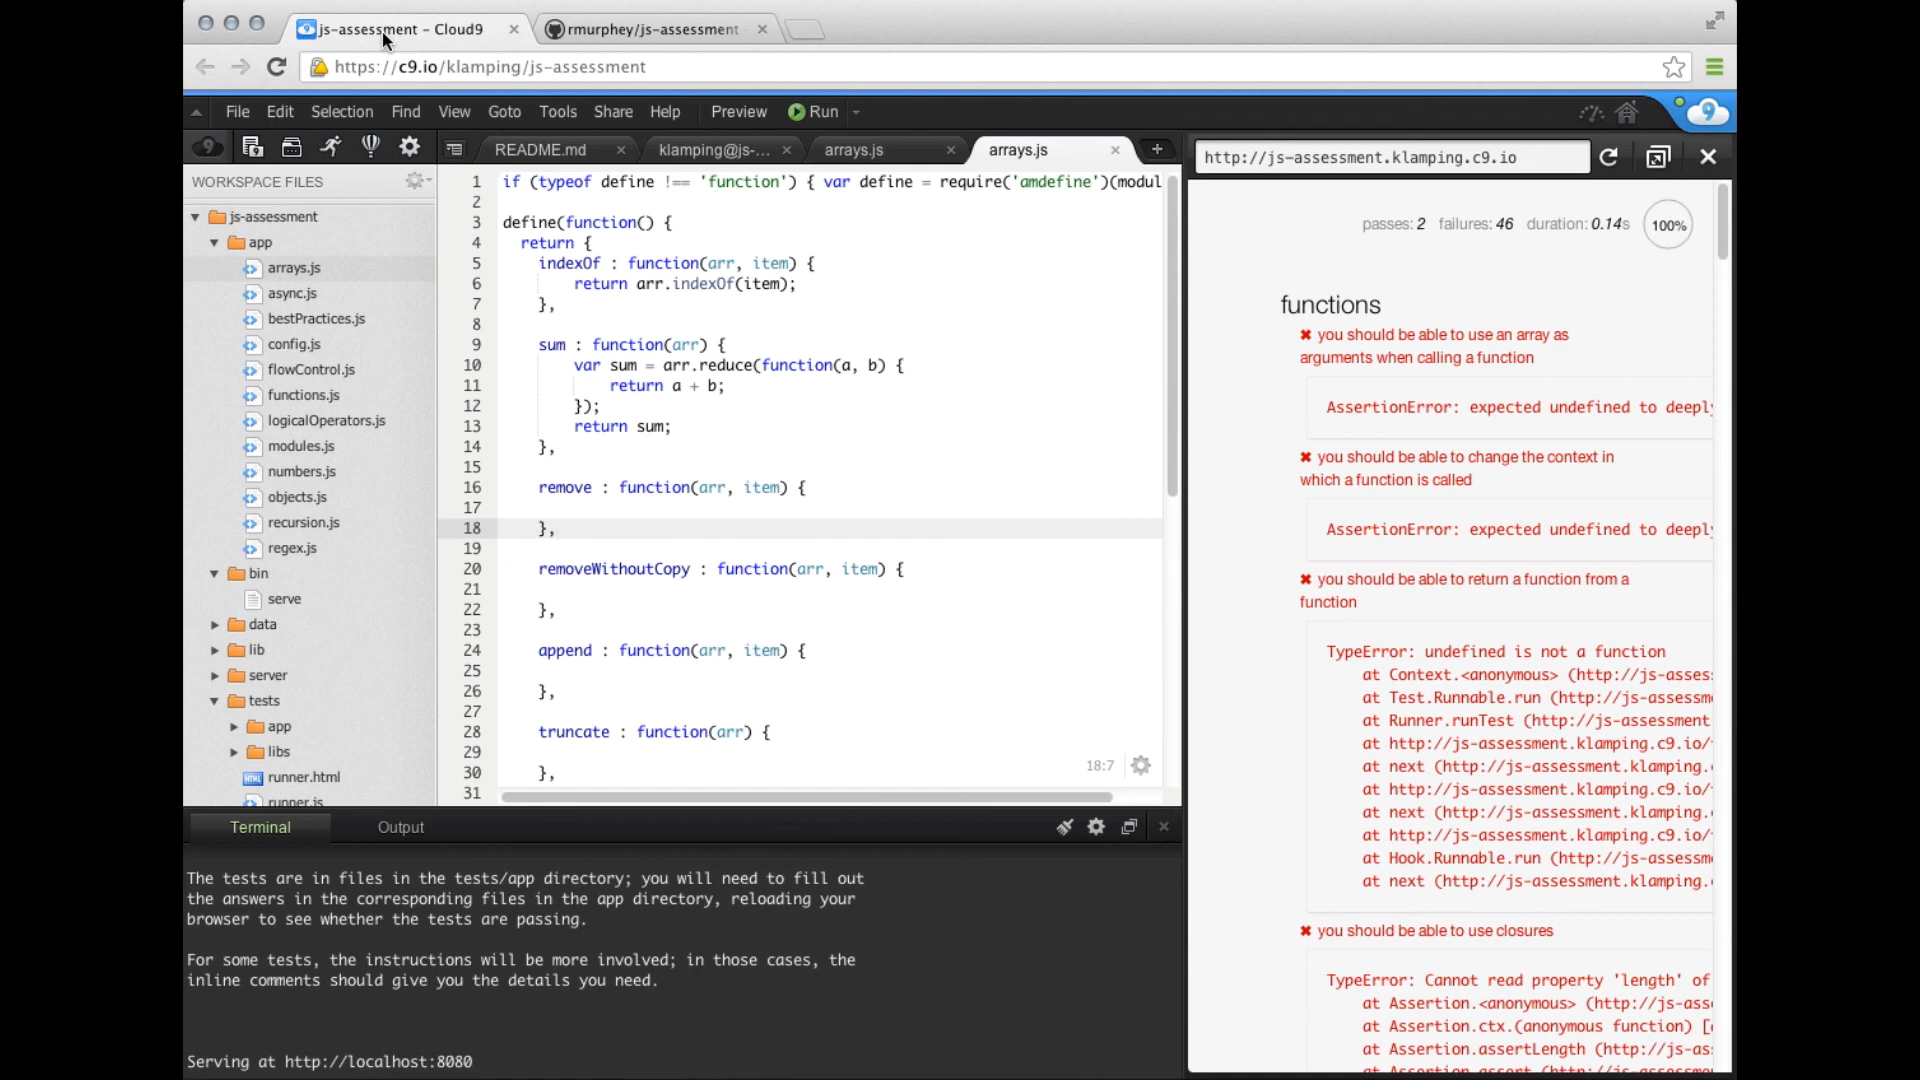 js-assessment - Cloud9
rmurphey/js-assessment
https://c9.io/klamping/js-assessment
File Edit Selection Find View Goto Tools Share Help Preview Run
README.md klamping@js-... arrays.js arrays.js
http://js-assessment.klamping.c9.io
WORKSPACE FILES
js-assessment
app
arrays.js
async.js
bestPractices.js
config.js
flowControl.js
functions.js
logicalOperators.js
modules.js
numbers.js
objects.js
recursion.js
regex.js
bin
serve
data
lib
server
tests
app
libs
runner.html
runner.js
1 if (typeof define !== 'function') { var define = require('amdefine')(modul
2
3 define(function() {
4 return {
5 indexOf : function(arr, item) {
6 return arr.indexOf(item);
7 },
8
9 sum : function(arr) {
10 var sum = arr.reduce(function(a, b) {
11 return a + b;
12 });
13 return sum;
14 },
15
16 remove : function(arr, item) {
17
18 },
19
20 removeWithoutCopy : function(arr, item) {
21
22 },
23
24 append : function(arr, item) {
25
26 },
27
28 truncate : function(arr) {
29
30 },
31
18:7
passes: 2 failures: 46 duration: 0.14s 100%
functions
✖ you should be able to use an array as
arguments when calling a function
AssertionError: expected undefined to deeply
✖ you should be able to change the context in
which a function is called
AssertionError: expected undefined to deeply
✖ you should be able to return a function from a
function
TypeError: undefined is not a function
at Context.<anonymous> (http://js-asses
at Test.Runnable.run (http://js-assessm
at Runner.runTest (http://js-assessment
at http://js-assessment.klamping.c9.io/
at next (http://js-assessment.klamping.
at http://js-assessment.klamping.c9.io/
at next (http://js-assessment.klamping.
at http://js-assessment.klamping.c9.io/
at Hook.Runnable.run (http://js-assessm
at next (http://js-assessment.klamping.
✖ you should be able to use closures
TypeError: Cannot read property 'length' of
at Assertion.<anonymous> (http://js-ass
at Assertion.ctx.(anonymous function) [
at Assertion.assertLength (http://js-as
Terminal Output
The tests are in files in the tests/app directory; you will need to fill out
the answers in the corresponding files in the app directory, reloading your
browser to see whether the tests are passing.
For some tests, the instructions will be more involved; in those cases, the
inline comments should give you the details you need.
Serving at http://localhost:8080